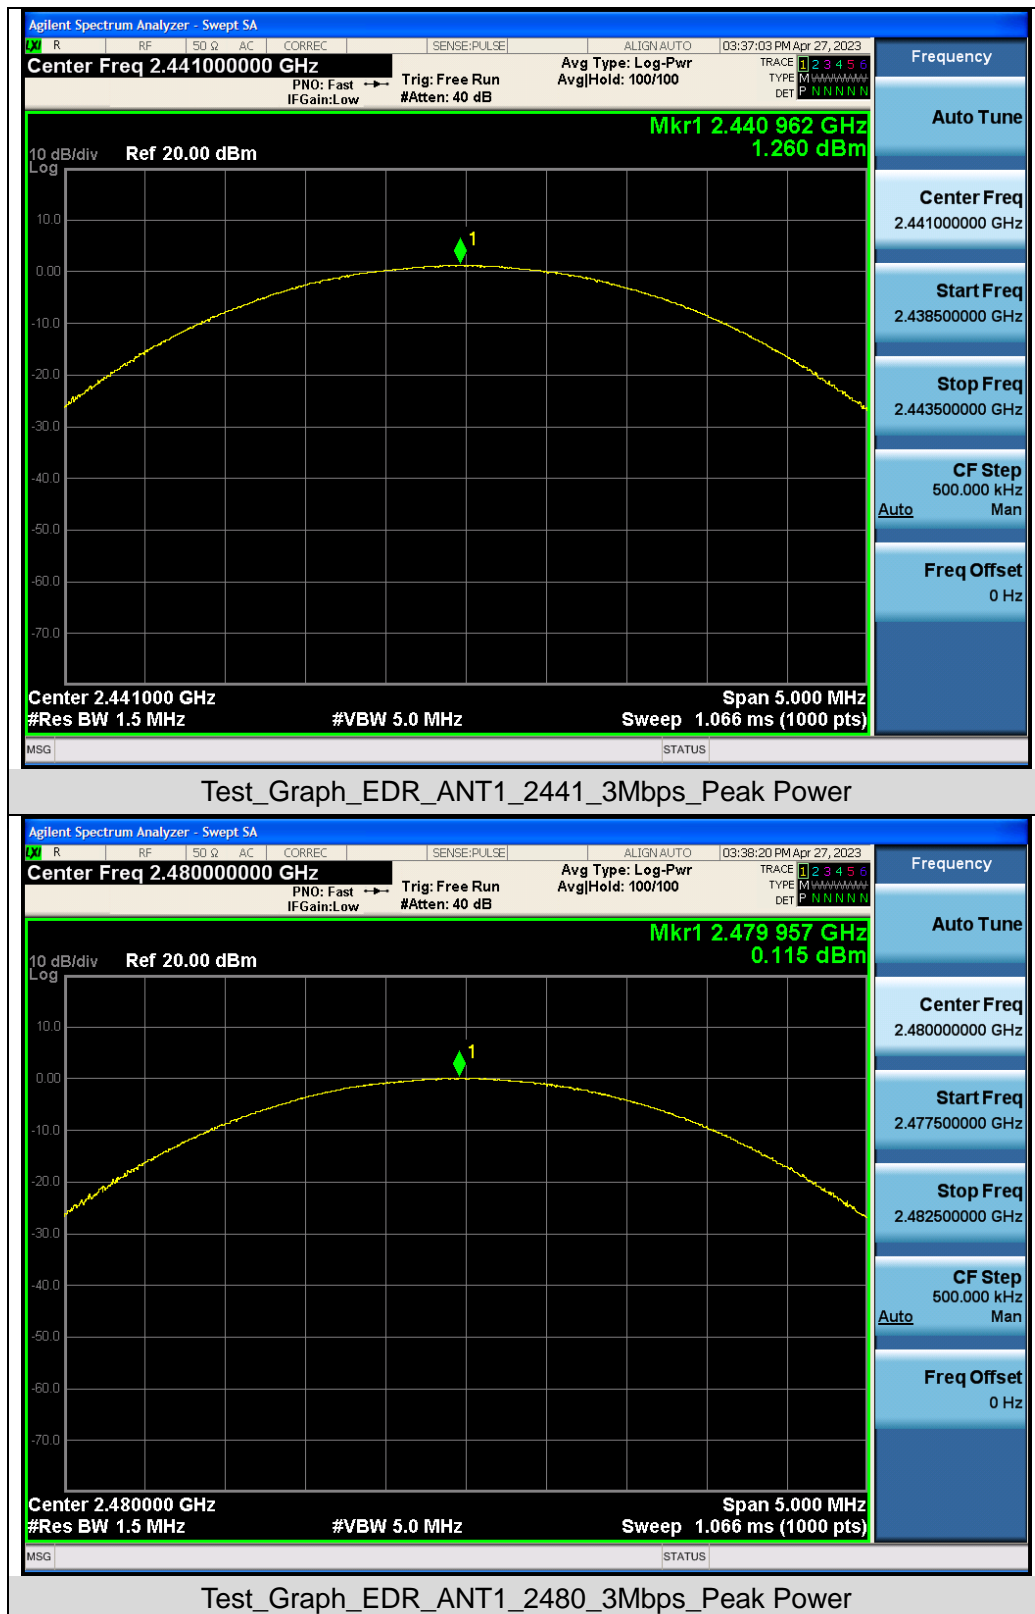 Agilent Spectrum Analyzer - Swept SA
LXI R RF 50 Ω AC CORREC SENSE:PULSE ALIGN AUTO 03:37:03 PM Apr 27, 2023
Center Freq 2.441000000 GHz
PNO: Fast
IFGain:Low
Trig: Free Run
#Atten: 40 dB
Avg Type: Log-Pwr
Avg|Hold: 100/100
TRACE 1 2 3 4 5 6
TYPE M WWWWW
DET P N N N N N
Mkr1 2.440 962 GHz
1.260 dBm
10 dB/div Ref 20.00 dBm
Log
1
10.0
0.00
-10.0
-20.0
-30.0
-40.0
-50.0
-60.0
-70.0
Center 2.441000 GHz Span 5.000 MHz
#Res BW 1.5 MHz #VBW 5.0 MHz Sweep 1.066 ms (1000 pts)
MSG STATUS
Frequency
Auto Tune
Center Freq
2.441000000 GHz
Start Freq
2.438500000 GHz
Stop Freq
2.443500000 GHz
CF Step
500.000 kHz
Auto Man
Freq Offset
0 Hz
Test_Graph_EDR_ANT1_2441_3Mbps_Peak Power
Agilent Spectrum Analyzer - Swept SA
LXI R RF 50 Ω AC CORREC SENSE:PULSE ALIGN AUTO 03:38:20 PM Apr 27, 2023
Center Freq 2.480000000 GHz
PNO: Fast
IFGain:Low
Trig: Free Run
#Atten: 40 dB
Avg Type: Log-Pwr
Avg|Hold: 100/100
TRACE 1 2 3 4 5 6
TYPE M WWWWW
DET P N N N N N
Mkr1 2.479 957 GHz
0.115 dBm
10 dB/div Ref 20.00 dBm
Log
1
10.0
0.00
-10.0
-20.0
-30.0
-40.0
-50.0
-60.0
-70.0
Center 2.480000 GHz Span 5.000 MHz
#Res BW 1.5 MHz #VBW 5.0 MHz Sweep 1.066 ms (1000 pts)
MSG STATUS
Frequency
Auto Tune
Center Freq
2.480000000 GHz
Start Freq
2.477500000 GHz
Stop Freq
2.482500000 GHz
CF Step
500.000 kHz
Auto Man
Freq Offset
0 Hz
Test_Graph_EDR_ANT1_2480_3Mbps_Peak Power